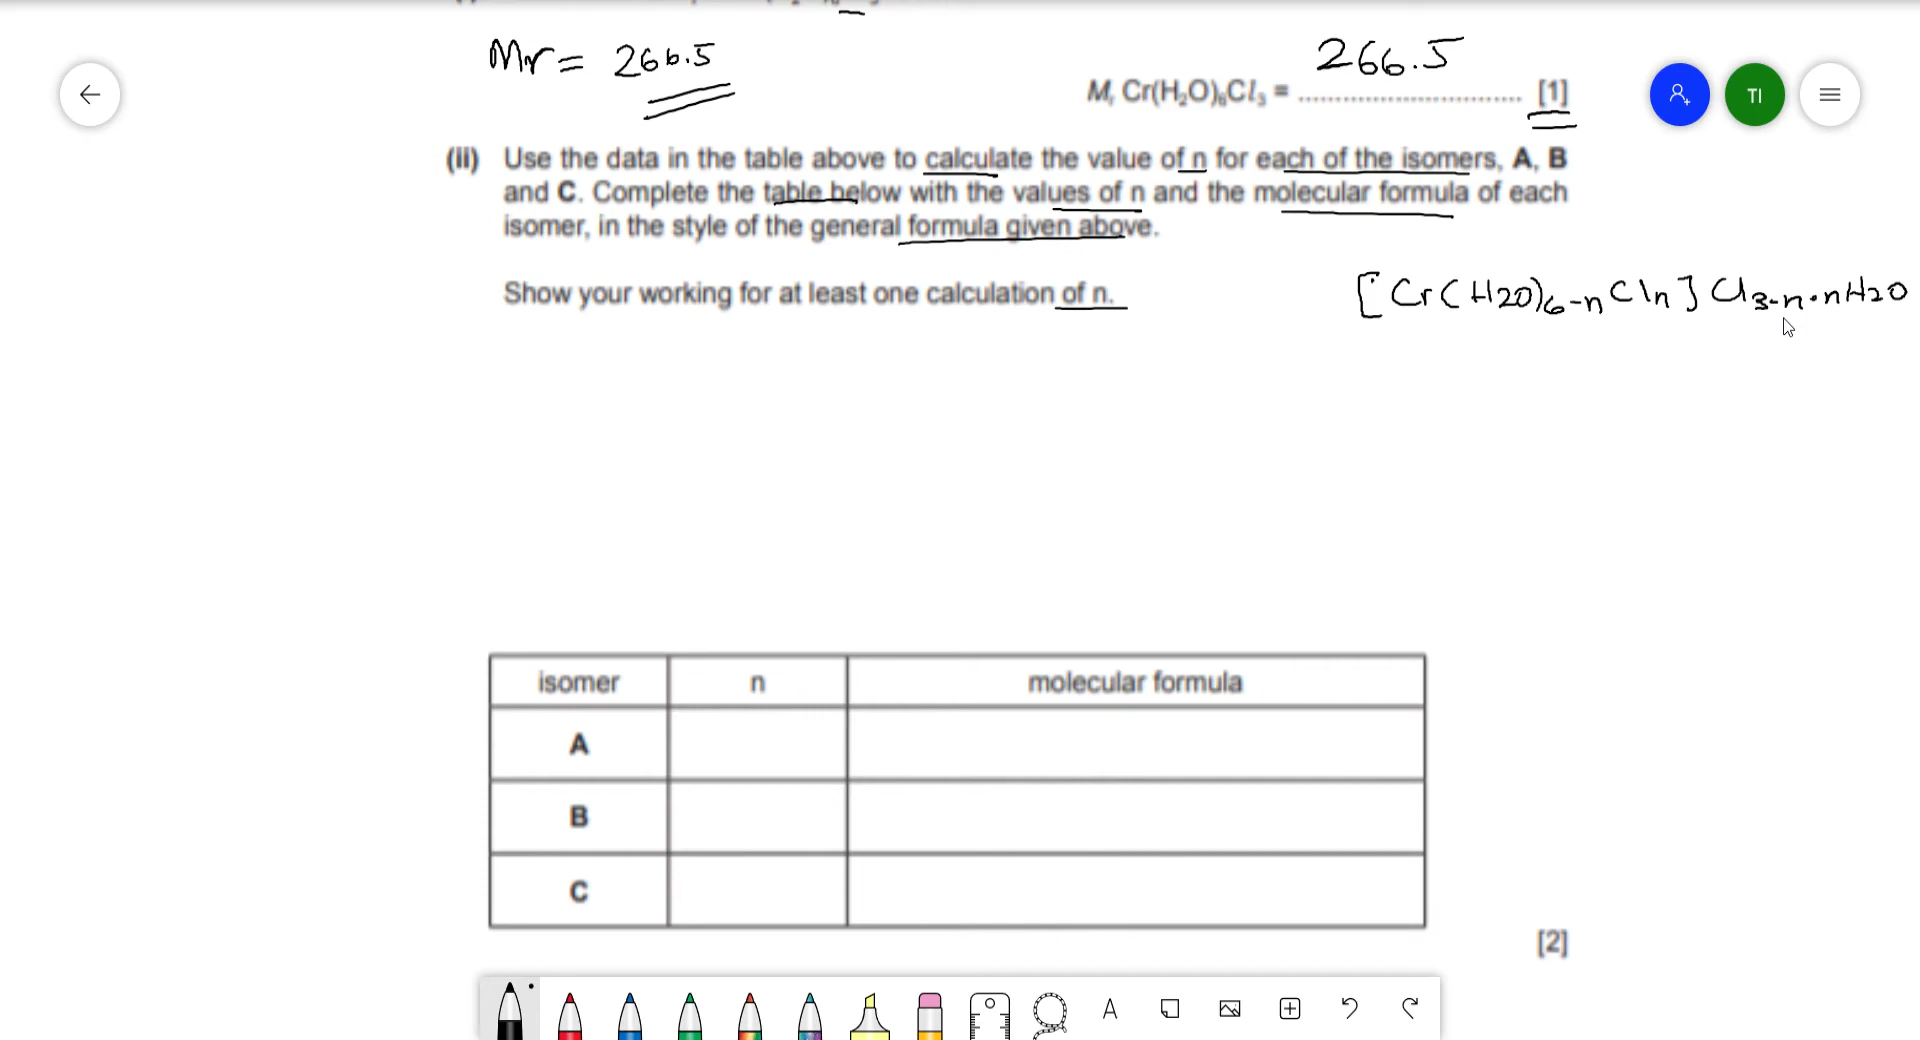 Mr = 266.5
266.5
Mr Cr(H₂O)₆Cl₃ = .............................. [1]
TI
(ii) Use the data in the table above to calculate the value of n for each of the isomers, A, B
and C. Complete the table below with the values of n and the molecular formula of each
isomer, in the style of the general formula given above.
Show your working for at least one calculation of n.
[Cr(H2O)6-n Cln] Cl3-n.nH2O
isomer n molecular formula
A
B
C
[2]
A